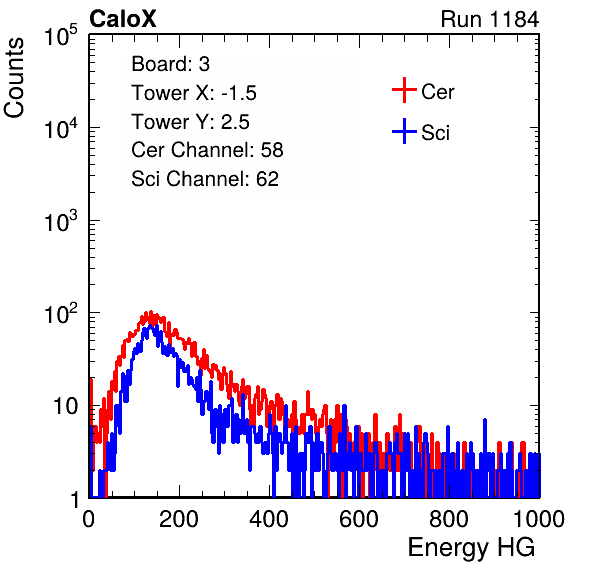 CaloX Run 1184
Counts
10^5
Board: 3
Tower X: -1.5
Tower Y: 2.5
Cer Channel: 58
Sci Channel: 62
Cer
Sci
10^4
10^3
10^2
10
1
0 200 400 600 800 1000
Energy HG